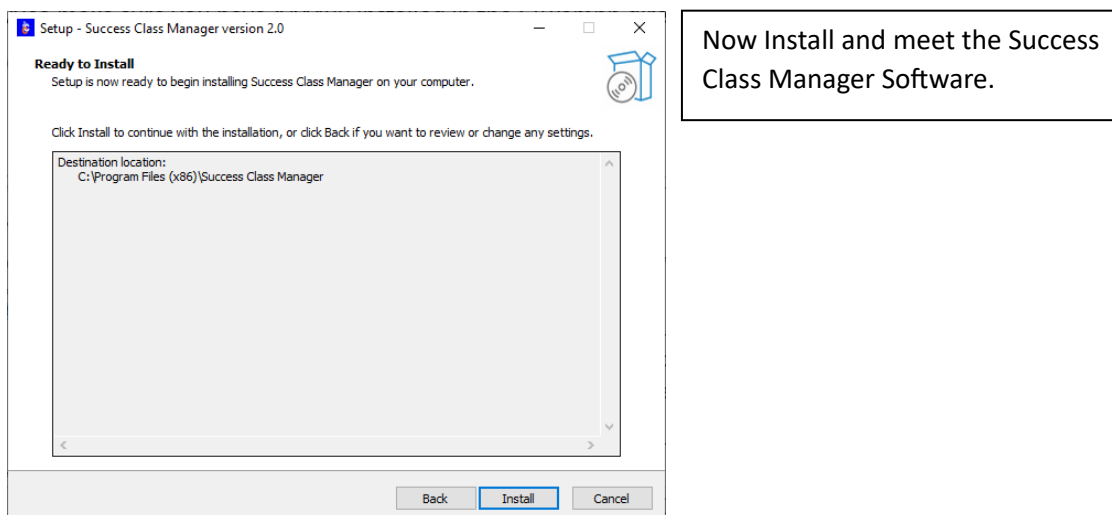 Setup - Success Class Manager version 2.0
Ready to Install
Setup is now ready to begin installing Success Class Manager on your computer.
Click Install to continue with the installation, or click Back if you want to review or change any settings.
Destination location:
C:\Program Files (x86)\Success Class Manager
Back Install Cancel
Now Install and meet the Success
Class Manager Software.